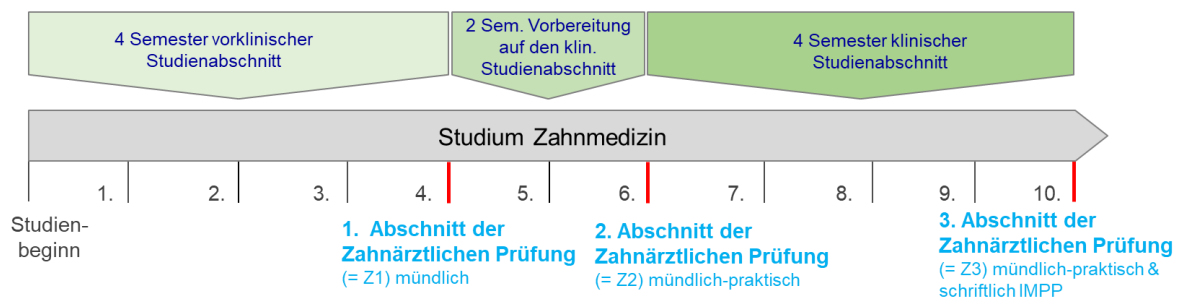 4 Semester vorklinischer
Studienabschnitt
2 Sem. Vorbereitung
auf den klin.
Studienabschnitt
4 Semester klinischer
Studienabschnitt
Studium Zahnmedizin
1.
2.
3.
4.
5.
6.
7.
8.
9.
10.
Studien-
beginn
1. Abschnitt der
Zahnärztlichen Prüfung
(= Z1) mündlich
2. Abschnitt der
Zahnärztlichen Prüfung
(= Z2) mündlich-praktisch
3. Abschnitt der
Zahnärztlichen Prüfung
(= Z3) mündlich-praktisch &
schriftlich IMPP